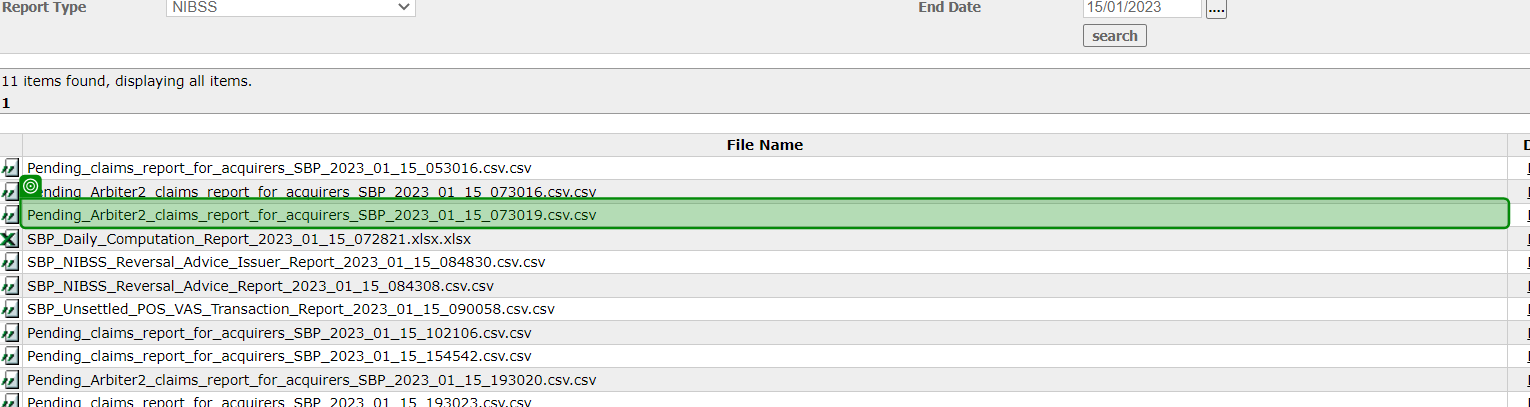 Report Type NIBSS End Date 15/01/2023 ....
search
11 items found, displaying all items.
1
File Name
Pending_claims_report_for_acquirers_SBP_2023_01_15_053016.csv.csv
Pending_Arbiter2_claims_report_for_acquirers_SBP_2023_01_15_073016.csv.csv
Pending_Arbiter2_claims_report_for_acquirers_SBP_2023_01_15_073019.csv.csv
SBP_Daily_Computation_Report_2023_01_15_072821.xlsx.xlsx
SBP_NIBSS_Reversal_Advice_Issuer_Report_2023_01_15_084830.csv.csv
SBP_NIBSS_Reversal_Advice_Report_2023_01_15_084308.csv.csv
SBP_Unsettled_POS_VAS_Transaction_Report_2023_01_15_090058.csv.csv
Pending_claims_report_for_acquirers_SBP_2023_01_15_102106.csv.csv
Pending_claims_report_for_acquirers_SBP_2023_01_15_154542.csv.csv
Pending_Arbiter2_claims_report_for_acquirers_SBP_2023_01_15_193020.csv.csv
Pending_claims_report_for_acquirers_SBP_2023_01_15_193023.csv.csv